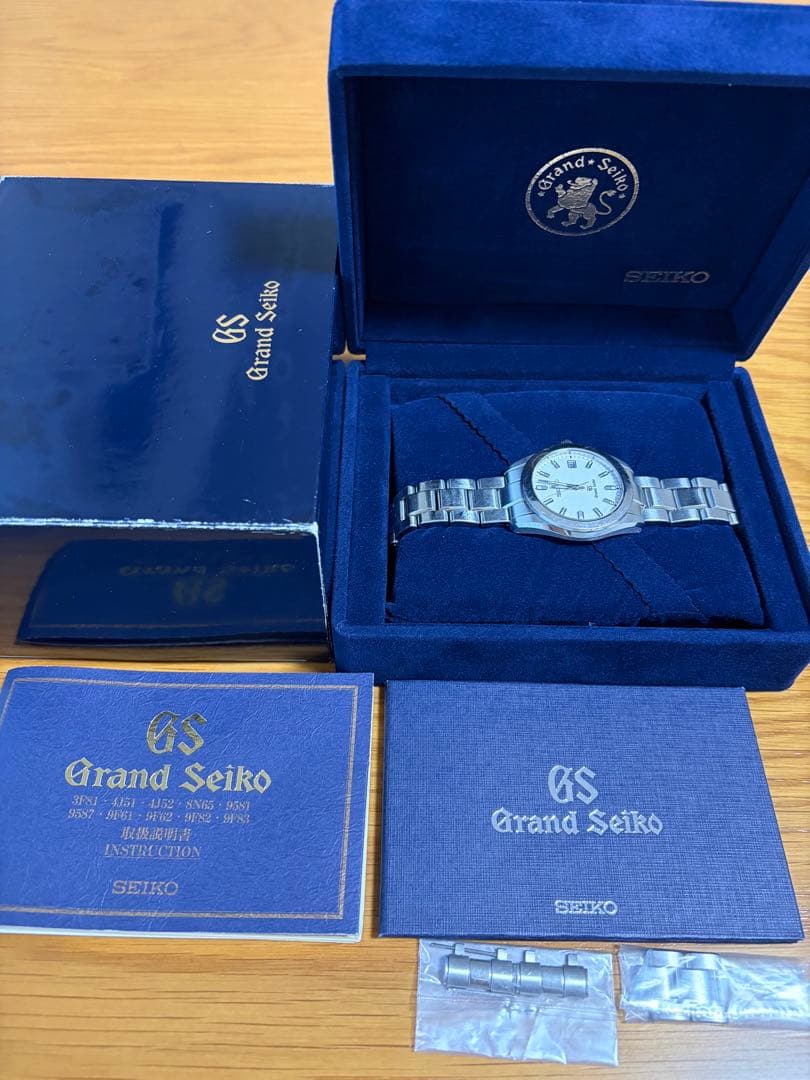 Grand★Seiko★
SEIKO
GS
Grand Seiko
GS
Grand Seiko
3F81・4J51・4J52・8N65・9581
9587・9F61・9F62・9F82・9F83
取扱説明書
INSTRUCTION
SEIKO
GS
Grand Seiko
SEIKO